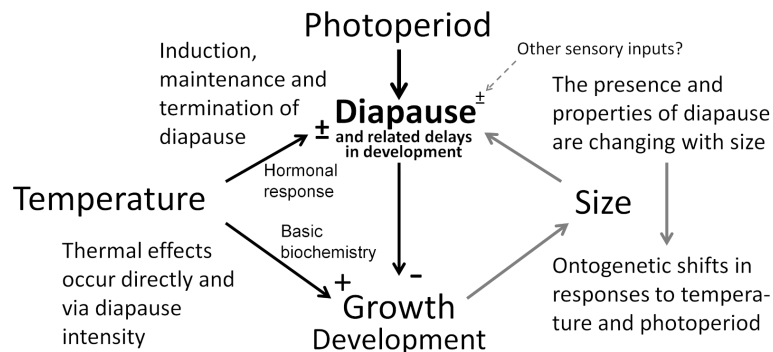 Photoperiod
Induction,
maintenance and
termination of
diapause
Other sensory inputs?
±
± Diapause
and related delays
in development
The presence and
properties of diapause
are changing with size
Hormonal
response
Temperature
Size
Basic
biochemistry
Thermal effects
occur directly and
via diapause
intensity
+
-
Growth
Development
Ontogenetic shifts in
responses to tempera-
ture and photoperiod